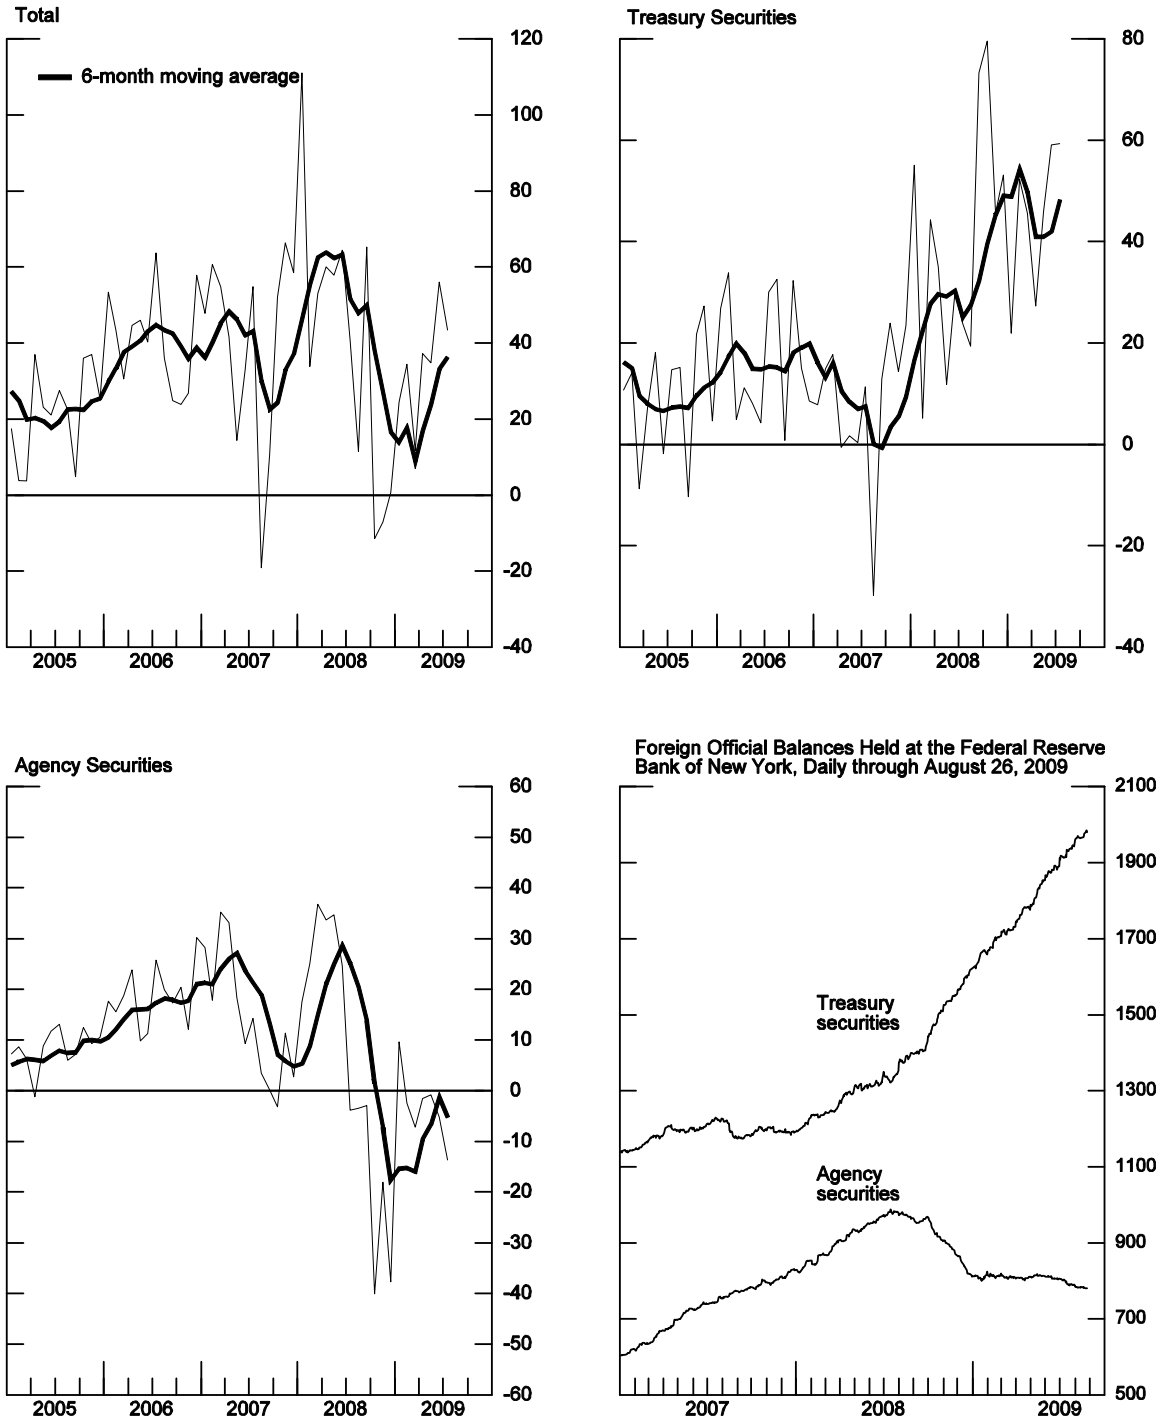 Total
120
6-month moving average
100
80
60
40
20
0
-20
-40
2005 2006 2007 2008 2009
Treasury Securities
80
60
40
20
0
-20
-40
2005 2006 2007 2008 2009
Agency Securities
60
50
40
30
20
10
0
-10
-20
-30
-40
-50
-60
2005 2006 2007 2008 2009
Foreign Official Balances Held at the Federal Reserve
Bank of New York, Daily through August 26, 2009
2100
1900
1700
Treasury
securities
1500
1300
1100
Agency
securities
900
700
500
2007 2008 2009